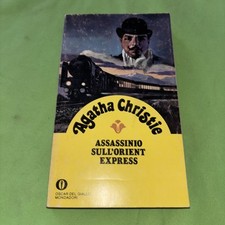 Agatha Christie
ASSASSINIO
SULL'ORIENT
EXPRESS
OSCAR DEL GIALLO
MONDADORI